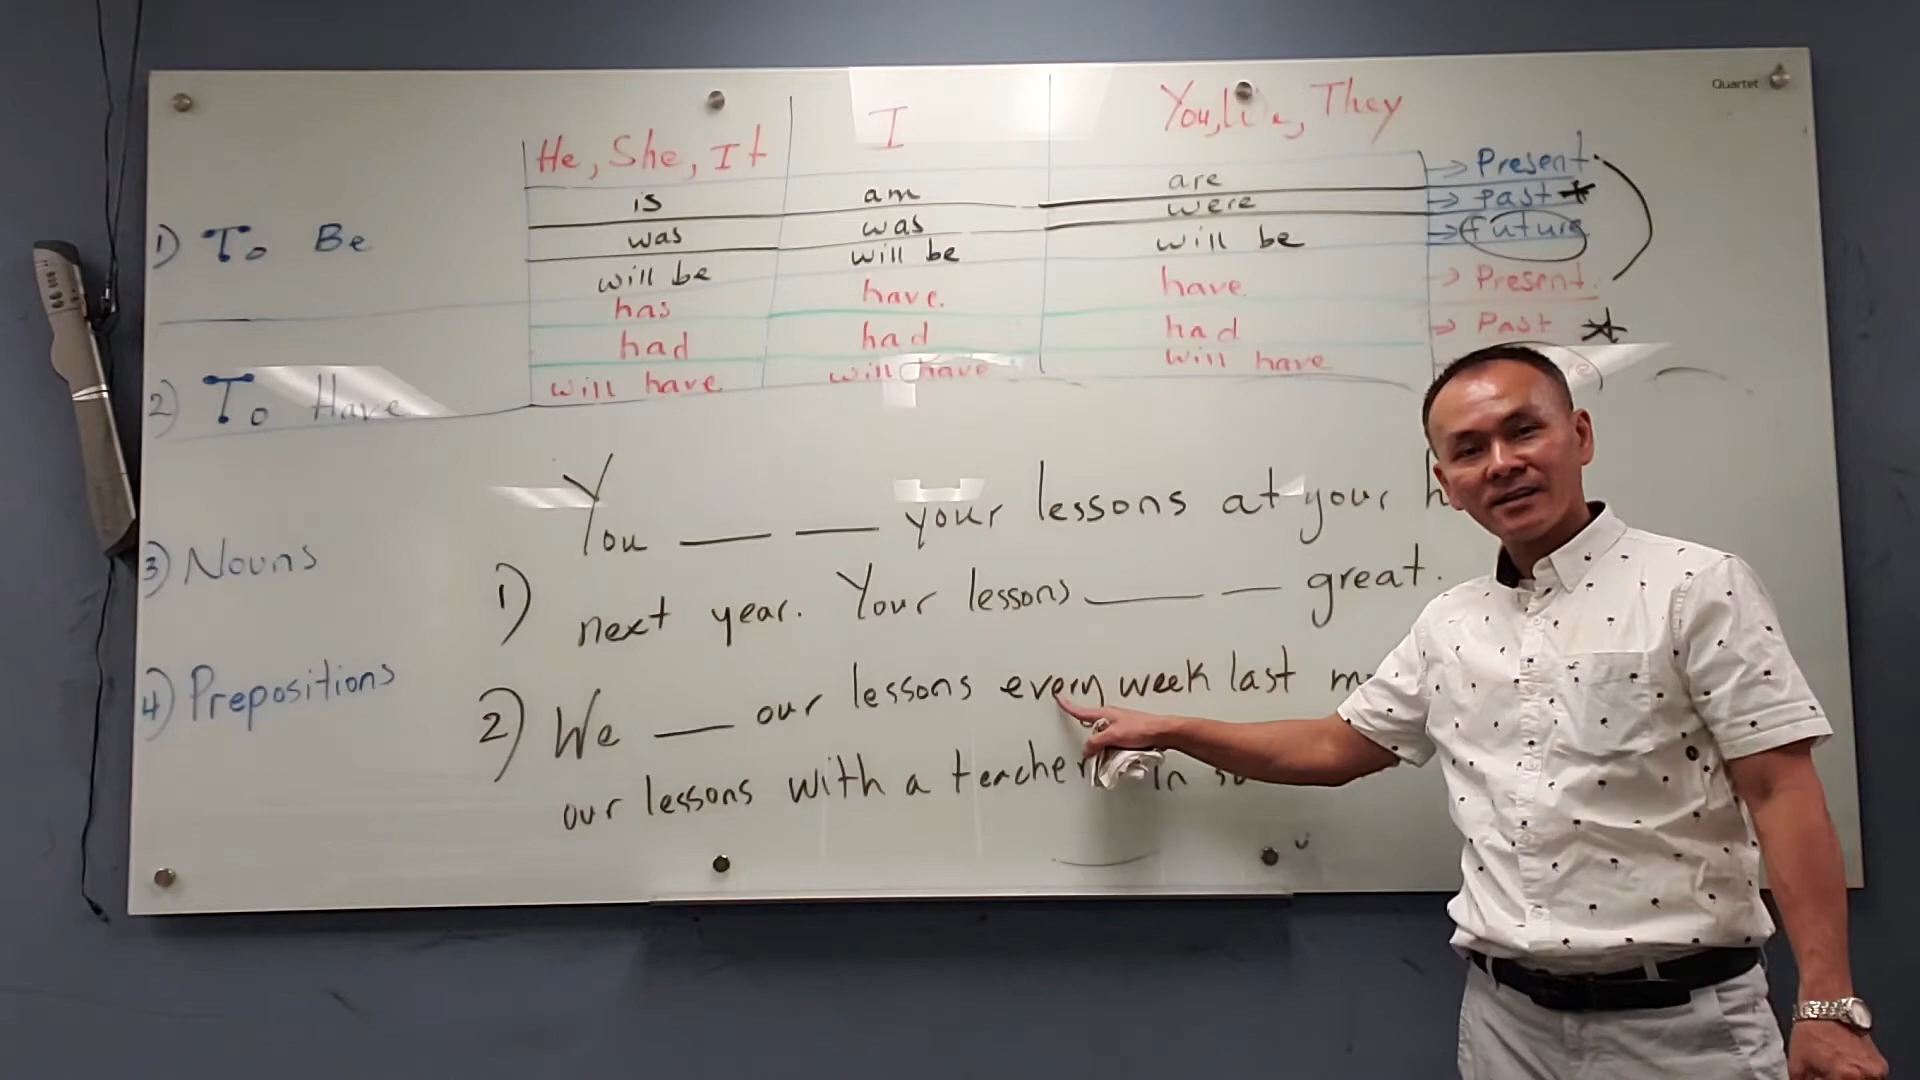 Quartet
He, She, It I You, We, They
1) To Be is am are → Present
was was were → past
will be will be will be → future
2) To Have has have. have → Present.
had had had → Past
will have will have will have
You ___ ___ your lessons at your
1) next year. Your lessons ___ ___ great.
3) Nouns
4) Prepositions
2) We ___ our lessons every week last
our lessons with a teacher in